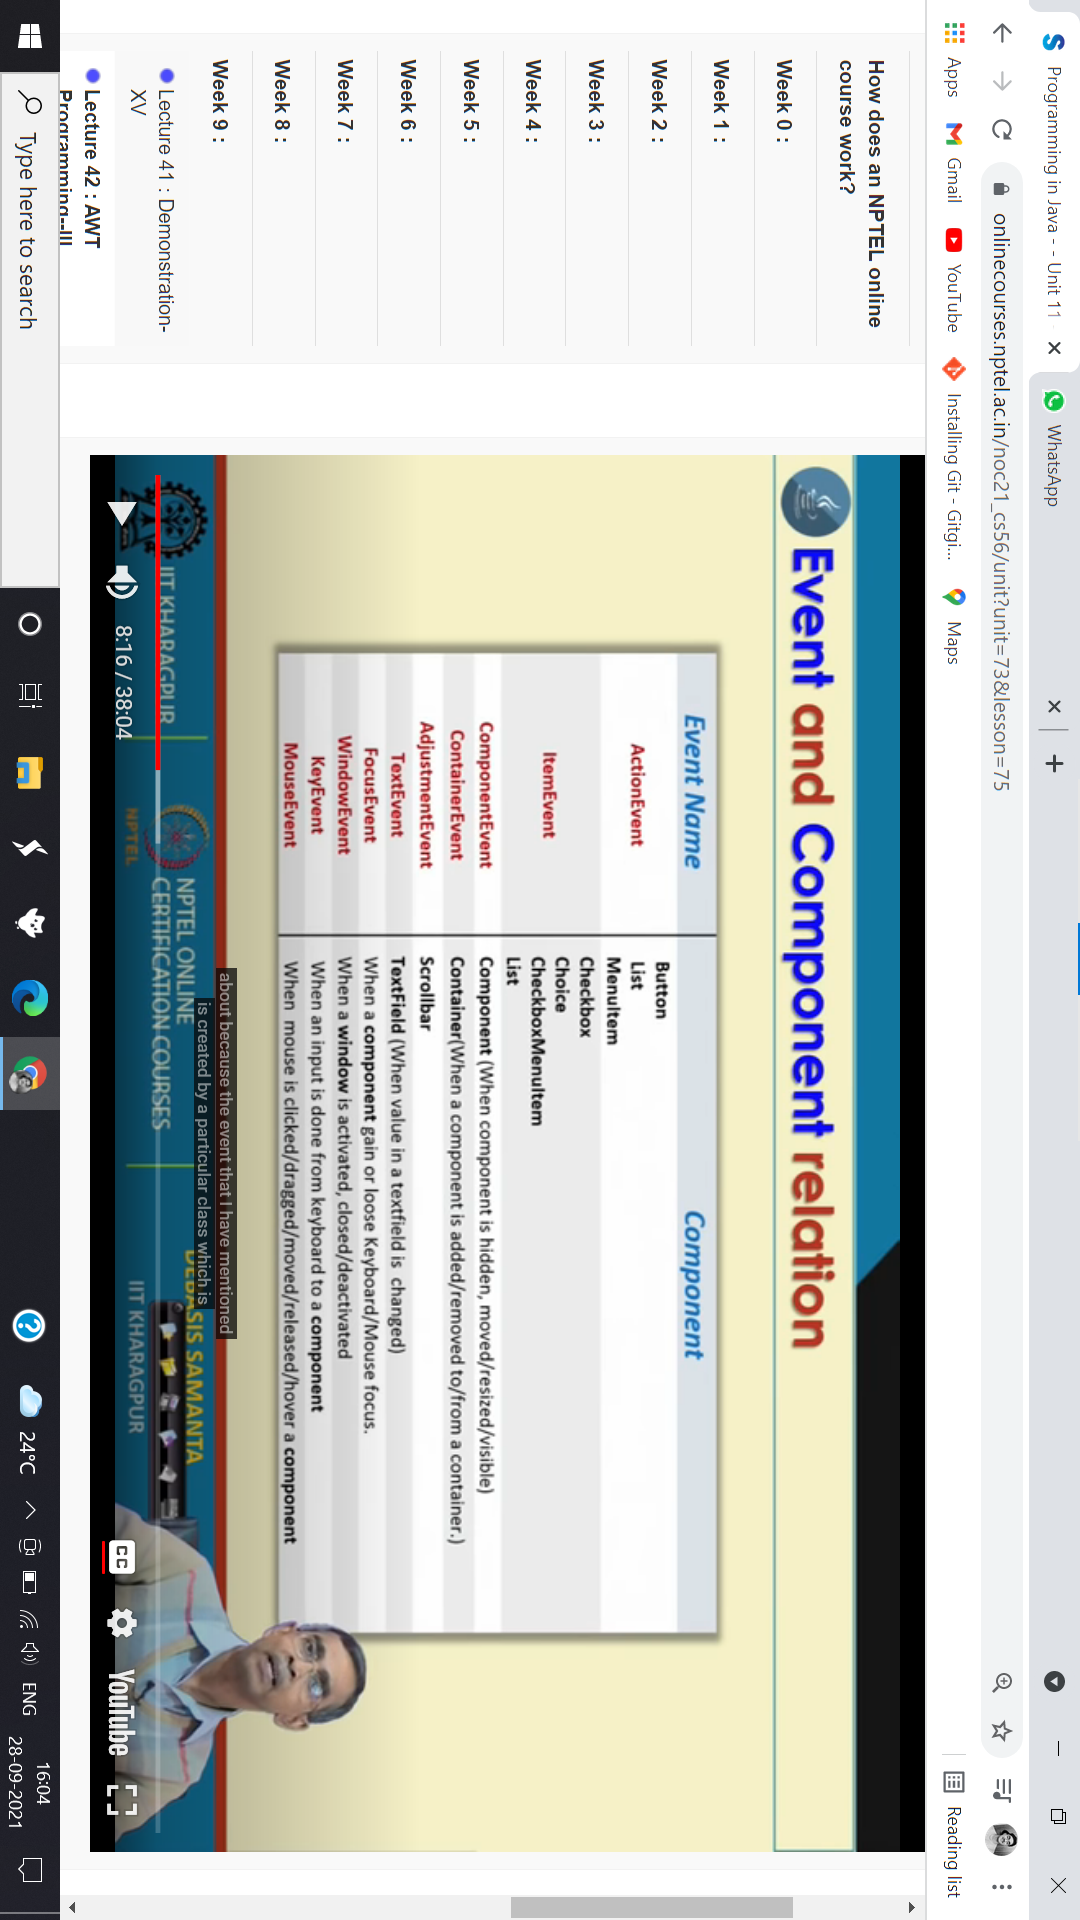 Programming in Java - - Unit 11
WhatsApp
onlinecourses.nptel.ac.in/noc21_cs56/unit?unit=73&lesson=75
Apps
Gmail
YouTube
Installing Git - Gitgi...
Maps
Reading list
How does an NPTEL online
course work?
Week 0 :
Week 1 :
Week 2 :
Week 3 :
Week 4 :
Week 5 :
Week 6 :
Week 7 :
Week 8 :
Week 9 :
Lecture 41 : Demonstration-
XV
Lecture 42 : AWT
Programming--III
Event and Component relation
Event Name Component
ActionEvent
Button
List
MenuItem
ItemEvent
Checkbox
Choice
CheckboxMenuItem
List
ComponentEvent Component (When component is hidden, moved/resized/visible)
ContainerEvent Container(When a component is added/removed to/from a container.)
AdjustmentEvent Scrollbar
TextEvent TextField (When value in a textfield is changed)
FocusEvent When a component gain or loose Keyboard/Mouse focus.
WindowEvent When a window is activated, closed/deactivated
KeyEvent When an input is done from keyboard to a component
MouseEvent When mouse is clicked/dragged/moved/released/hover a component
about because the event that I have mentioned
is created by a particular class which is
IIT KHARAGPUR
NPTEL
NPTEL ONLINE
CERTIFICATION COURSES
DEBASIS SAMANTA
IIT KHARAGPUR
8:16 / 38:04
CC
YouTube
Type here to search
24°C
ENG
16:04
28-09-2021